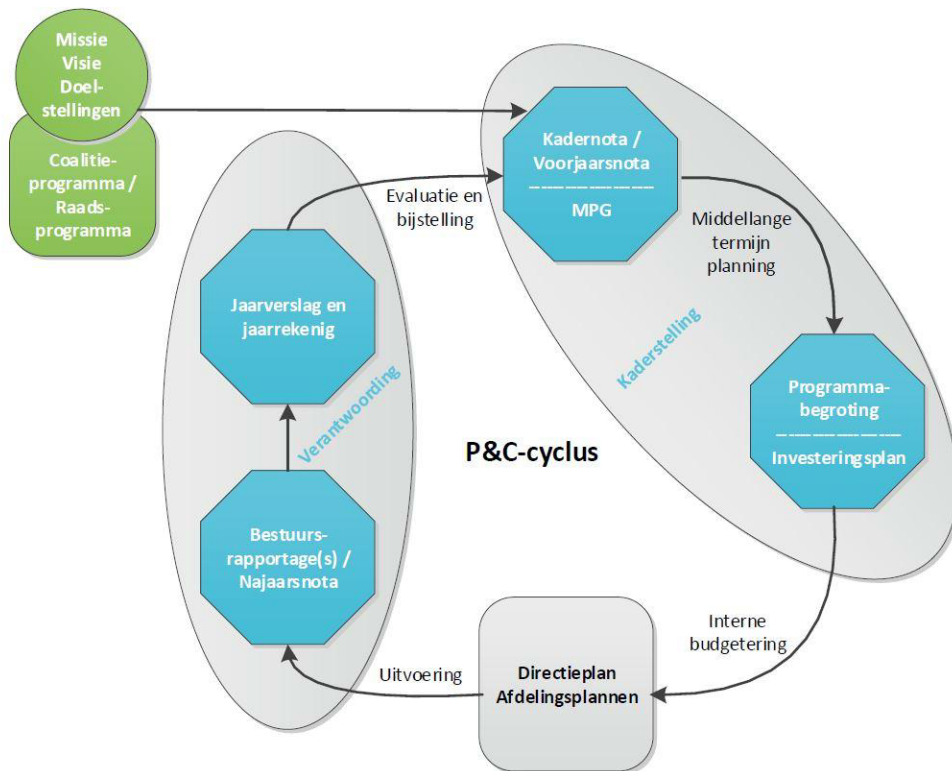 Missie
Visie
Doel-
stellingen
Coalitie-
programma /
Raads-
programma
Kadernota /
Voorjaarsnota
MPG
Evaluatie en
bijstelling
Middellange
termijn
planning
Jaarverslag en
jaarrekenig
Verantwoording
Kaderstelling
Programma-
begroting
Investeringsplan
P&C-cyclus
Bestuurs-
rapportage(s) /
Najaarsnota
Interne
budgetering
Uitvoering
Directieplan
Afdelingsplannen